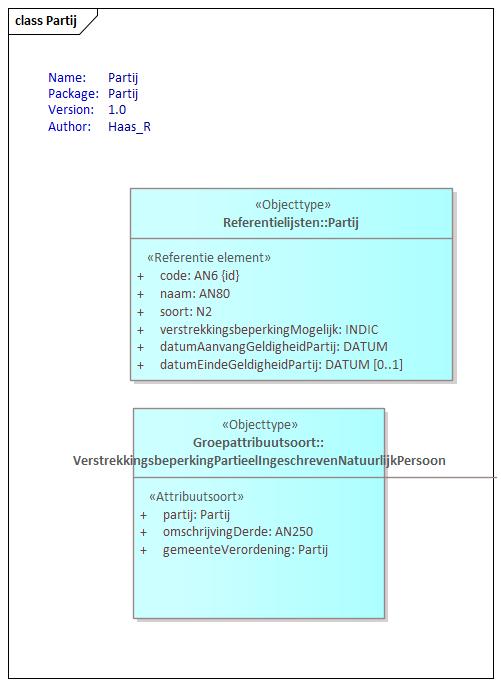 class Partij
Name: Partij
Package: Partij
Version: 1.0
Author: Haas_R
«Objecttype»
Referentielijsten::Partij
«Referentie element»
+ code: AN6 {id}
+ naam: AN80
+ soort: N2
+ verstrekkingsbeperkingMogelijk: INDIC
+ datumAanvangGeldigheidPartij: DATUM
+ datumEindeGeldigheidPartij: DATUM [0..1]
«Objecttype»
Groepattribuutsoort::
VerstrekkingsbeperkingPartieelIngeschrevenNatuurlijkPersoon
«Attribuutsoort»
+ partij: Partij
+ omschrijvingDerde: AN250
+ gemeenteVerordening: Partij